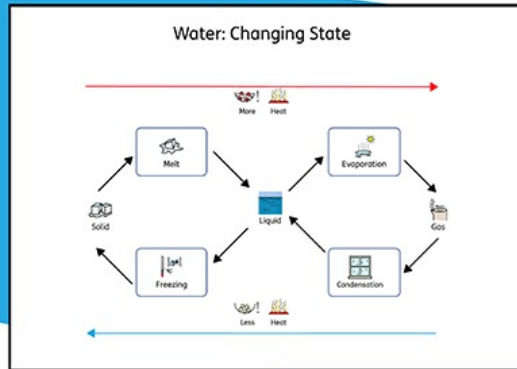 Water: Changing State
More Heat
Melt
Evaporation
Solid
Liquid
Gas
Freezing
Condensation
Less Heat